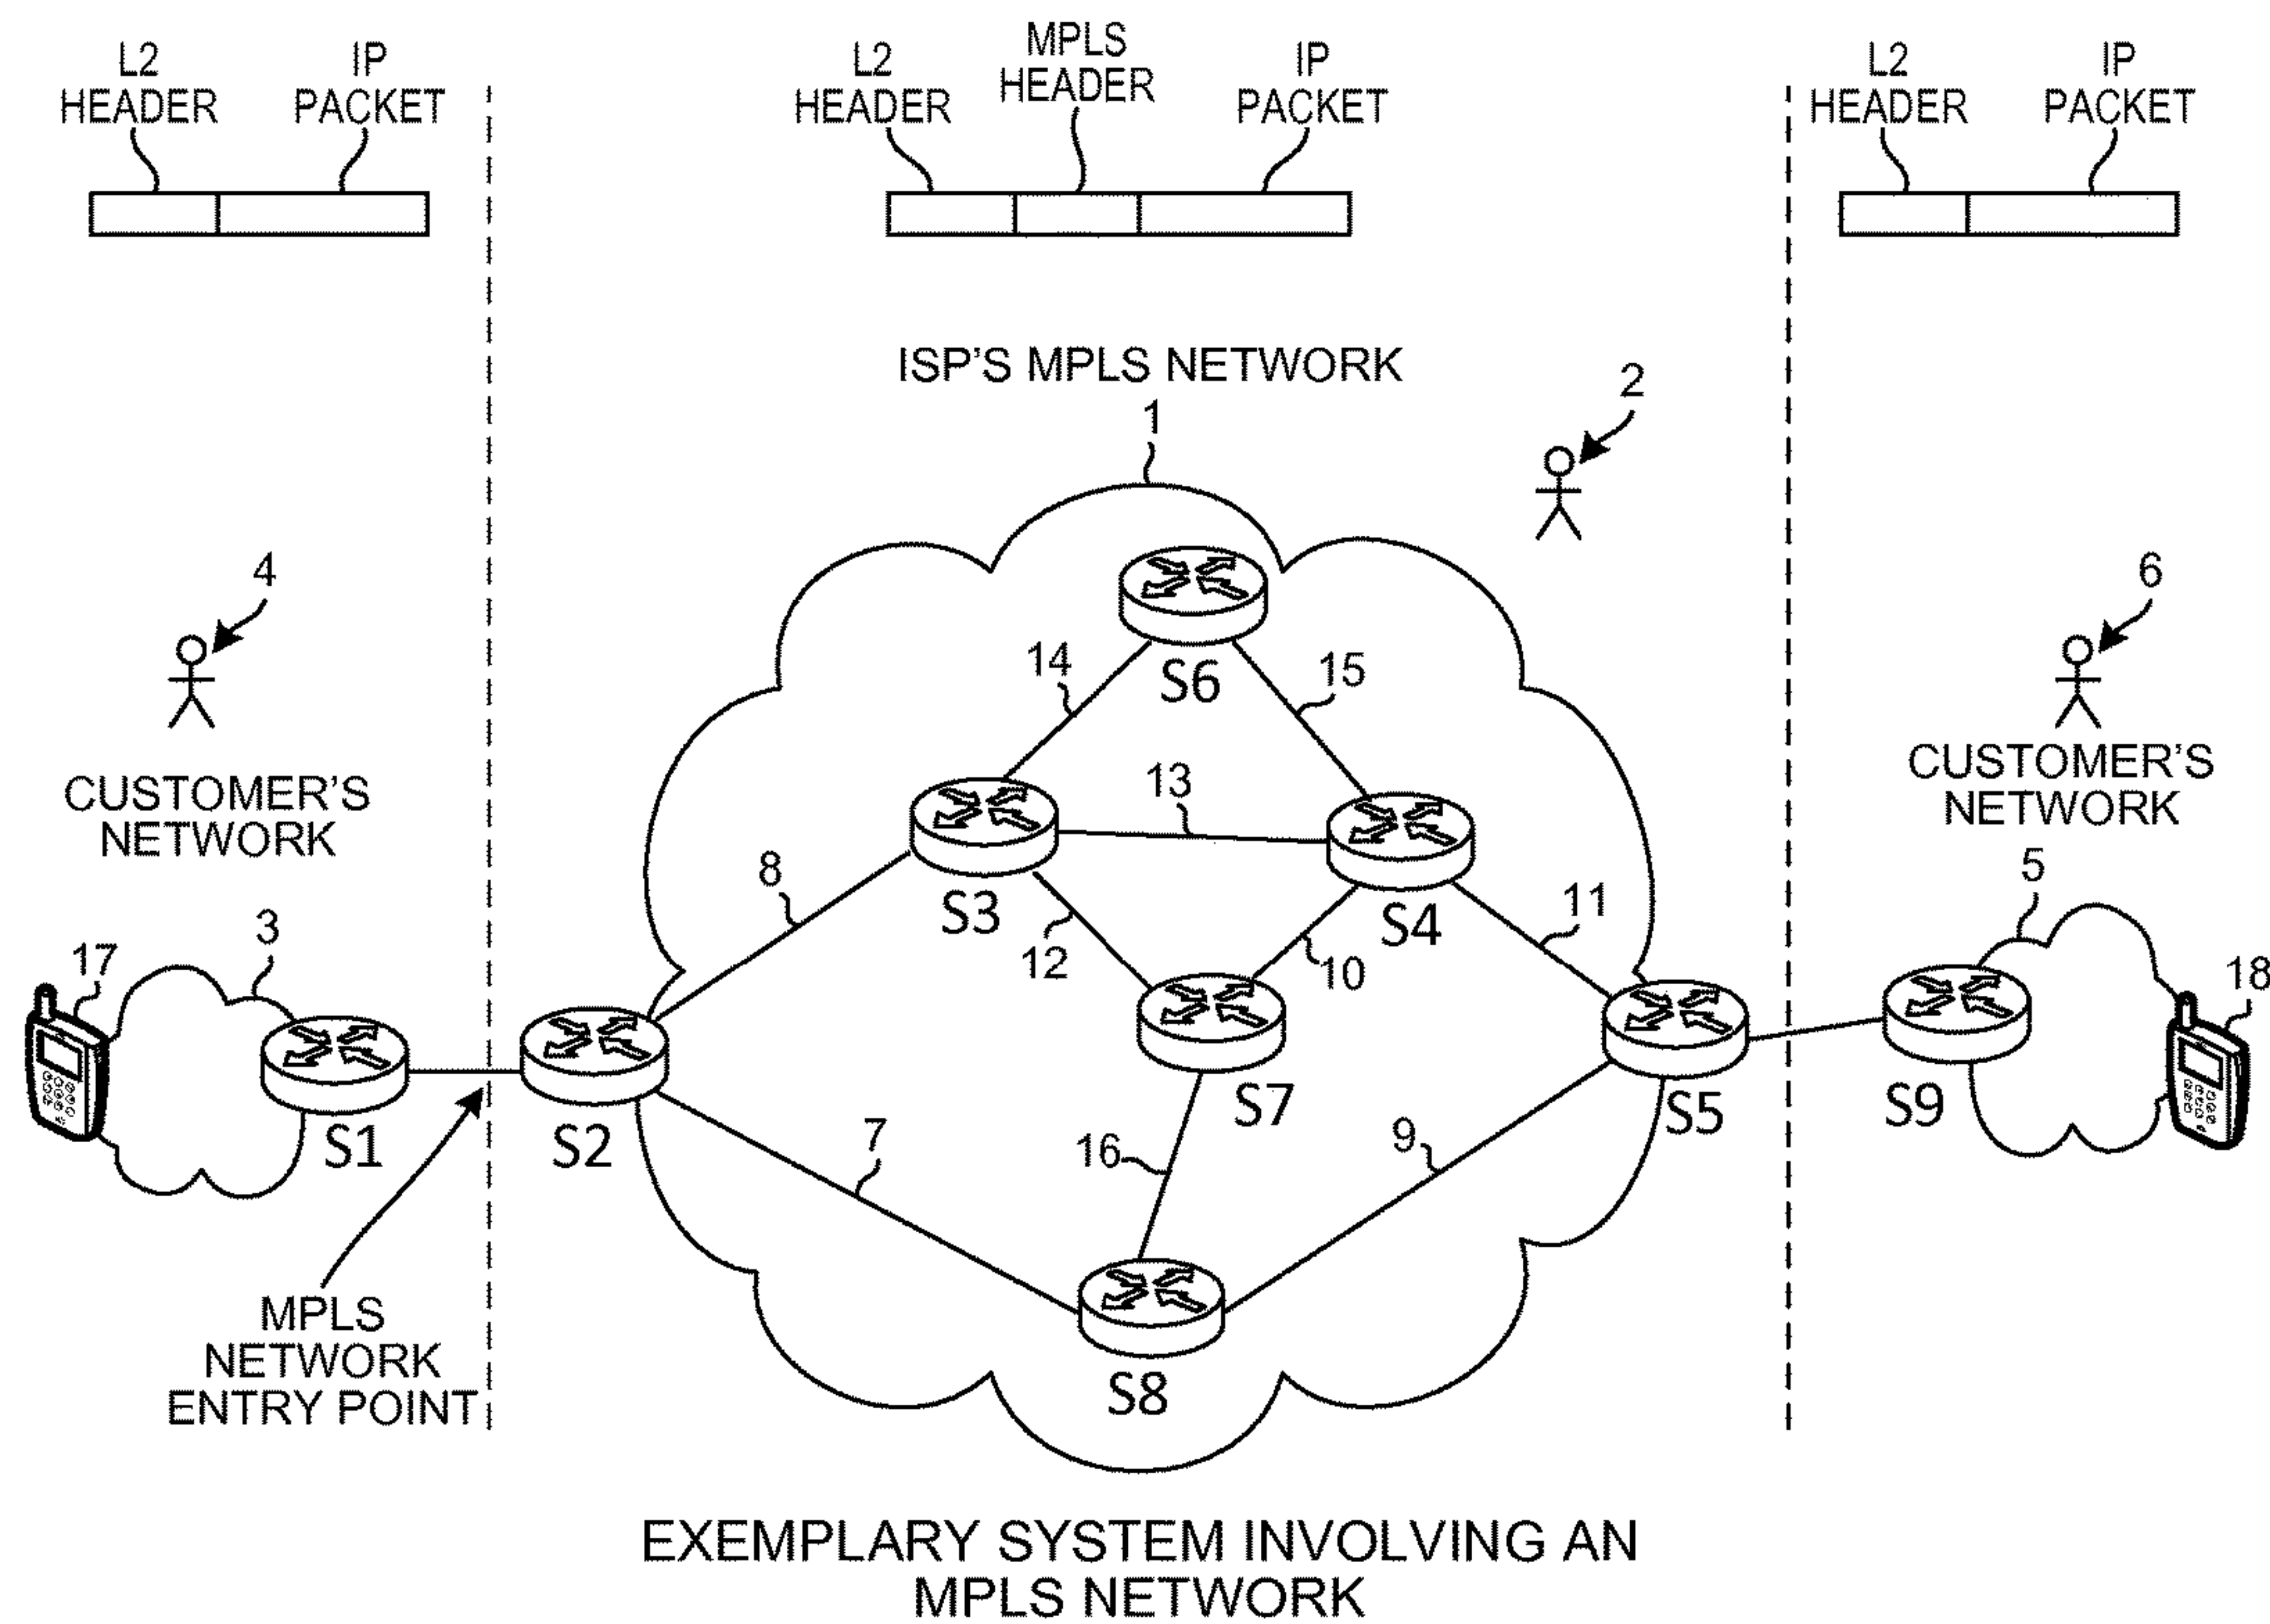 L2
HEADER
IP
PACKET
L2
HEADER
MPLS
HEADER
IP
PACKET
L2
HEADER
IP
PACKET
ISP'S MPLS NETWORK
1
2
4
6
CUSTOMER'S
NETWORK
CUSTOMER'S
NETWORK
14
S6
15
13
8
S3
12
10
S4
11
5
17
3
18
S1
S2
S7
S5
S9
7
16
9
MPLS
NETWORK
ENTRY POINT
S8
EXEMPLARY SYSTEM INVOLVING AN
MPLS NETWORK